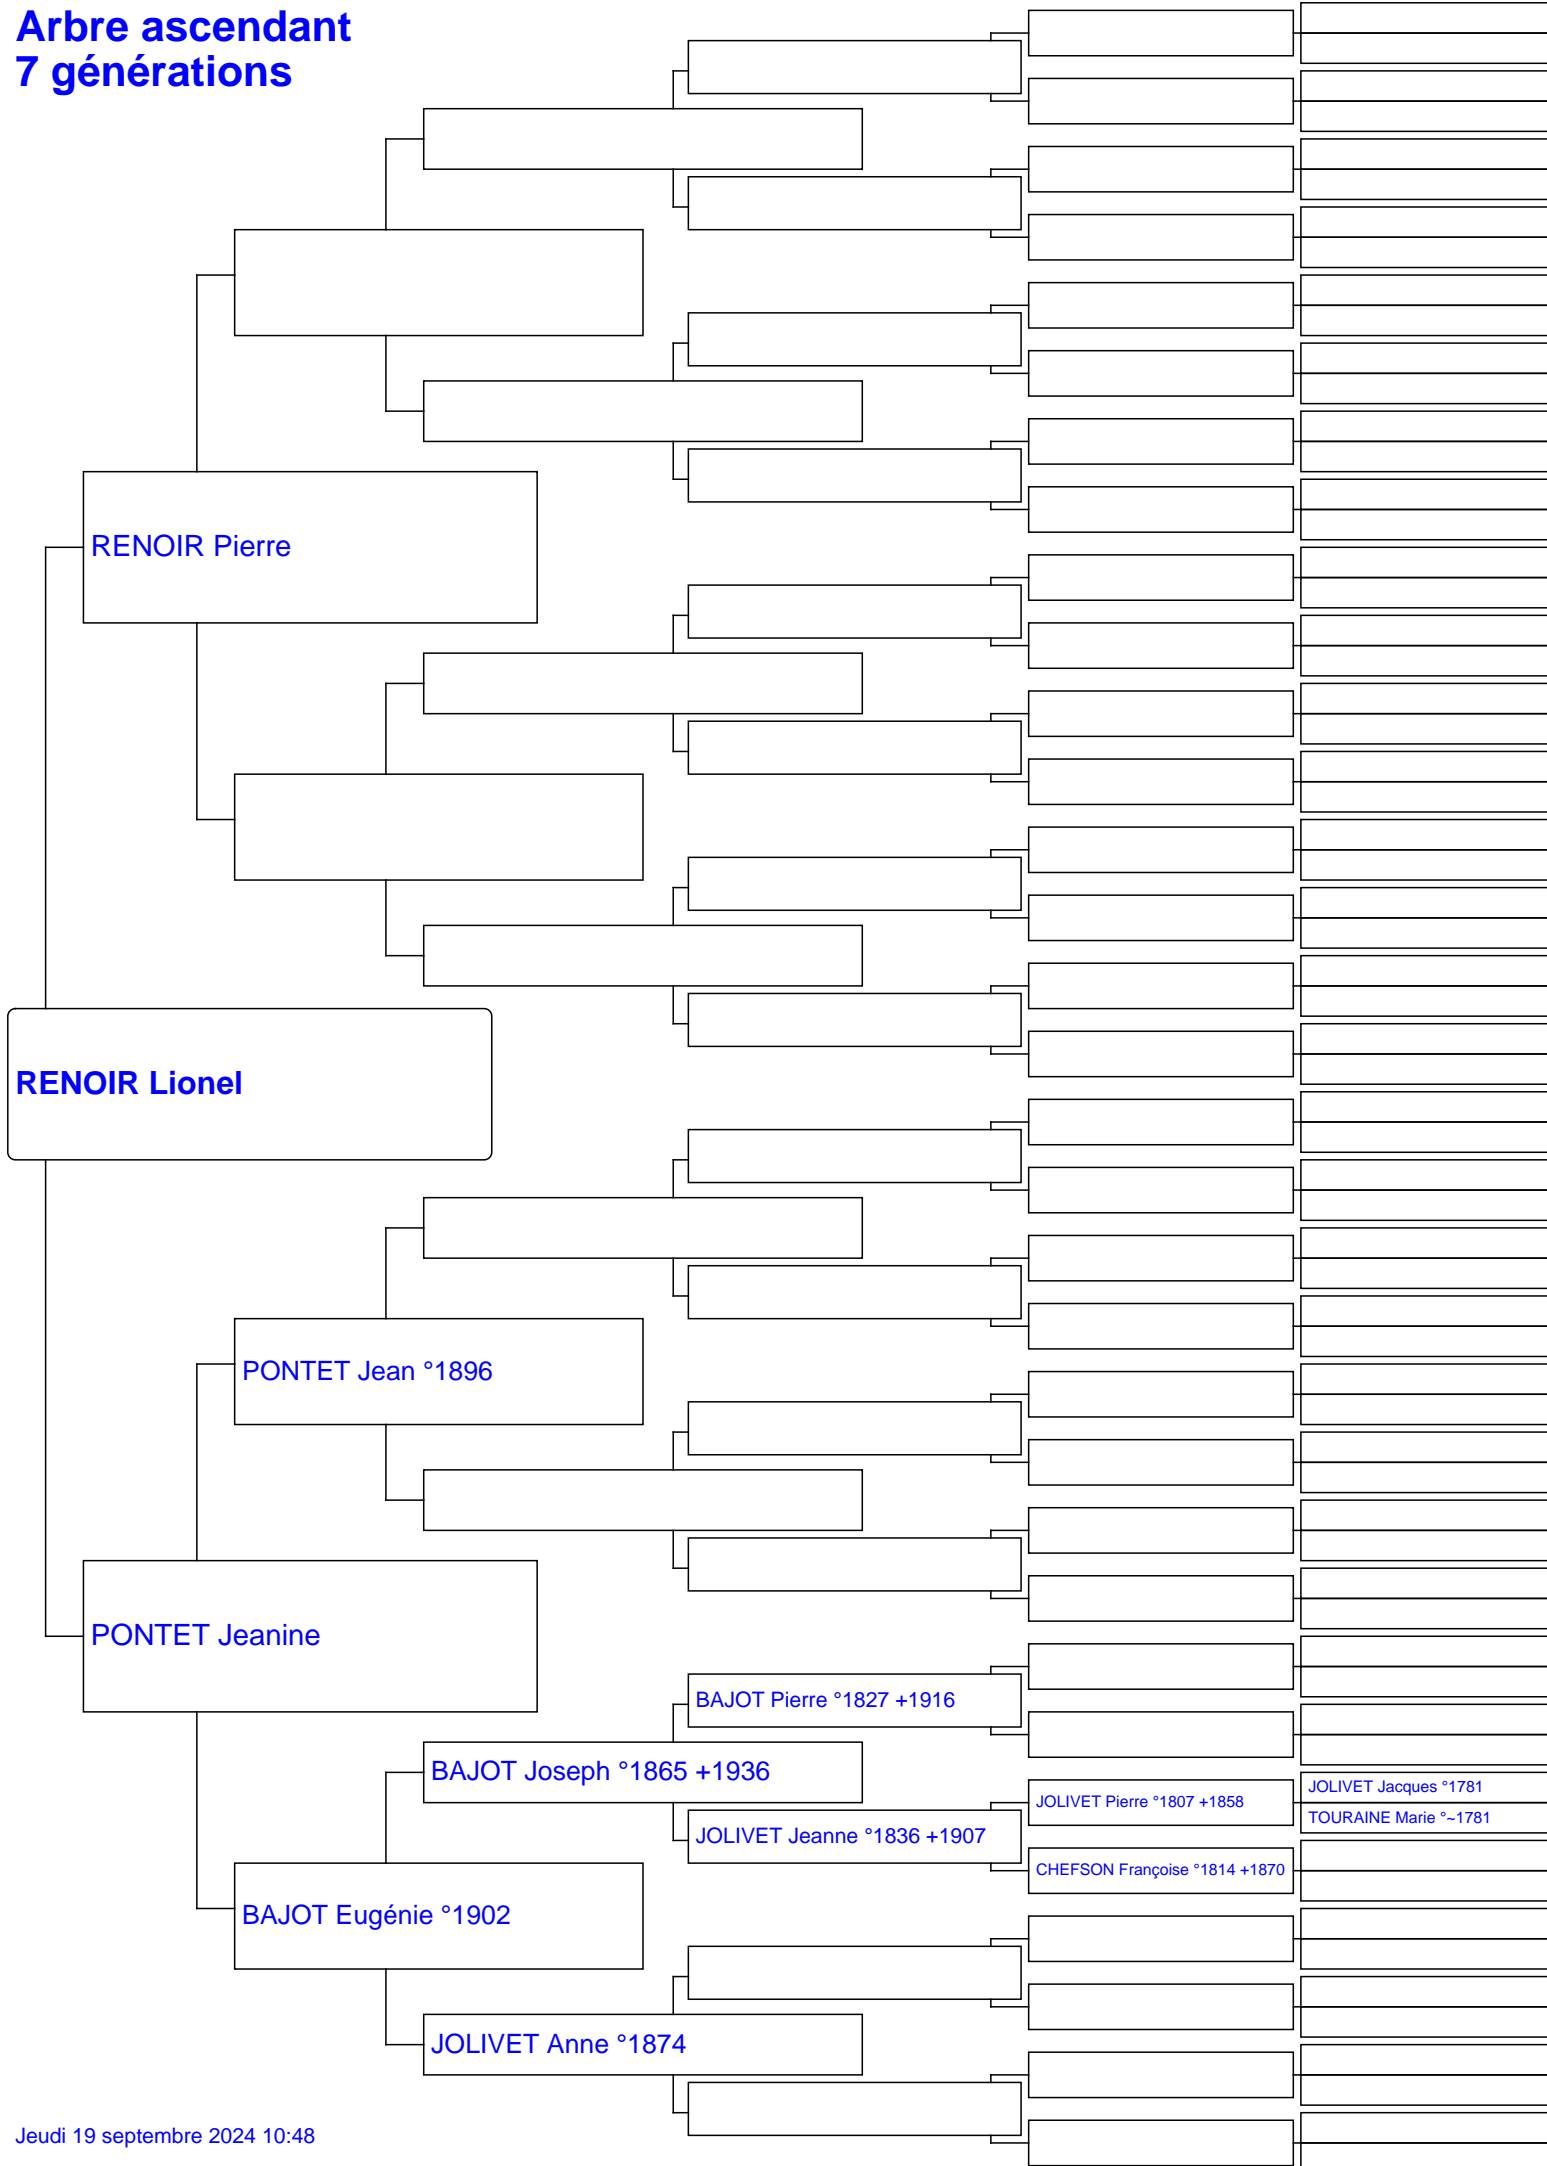 Arbre ascendant
7 générations
RENOIR Pierre
RENOIR Lionel
PONTET Jean °1896
PONTET Jeanine
BAJOT Pierre °1827 +1916
BAJOT Joseph °1865 +1936
JOLIVET Jacques °1781
JOLIVET Pierre °1807 +1858
TOURAINE Marie °~1781
JOLIVET Jeanne °1836 +1907
CHEFSON Françoise °1814 +1870
BAJOT Eugénie °1902
JOLIVET Anne °1874
Jeudi 19 septembre 2024 10:48